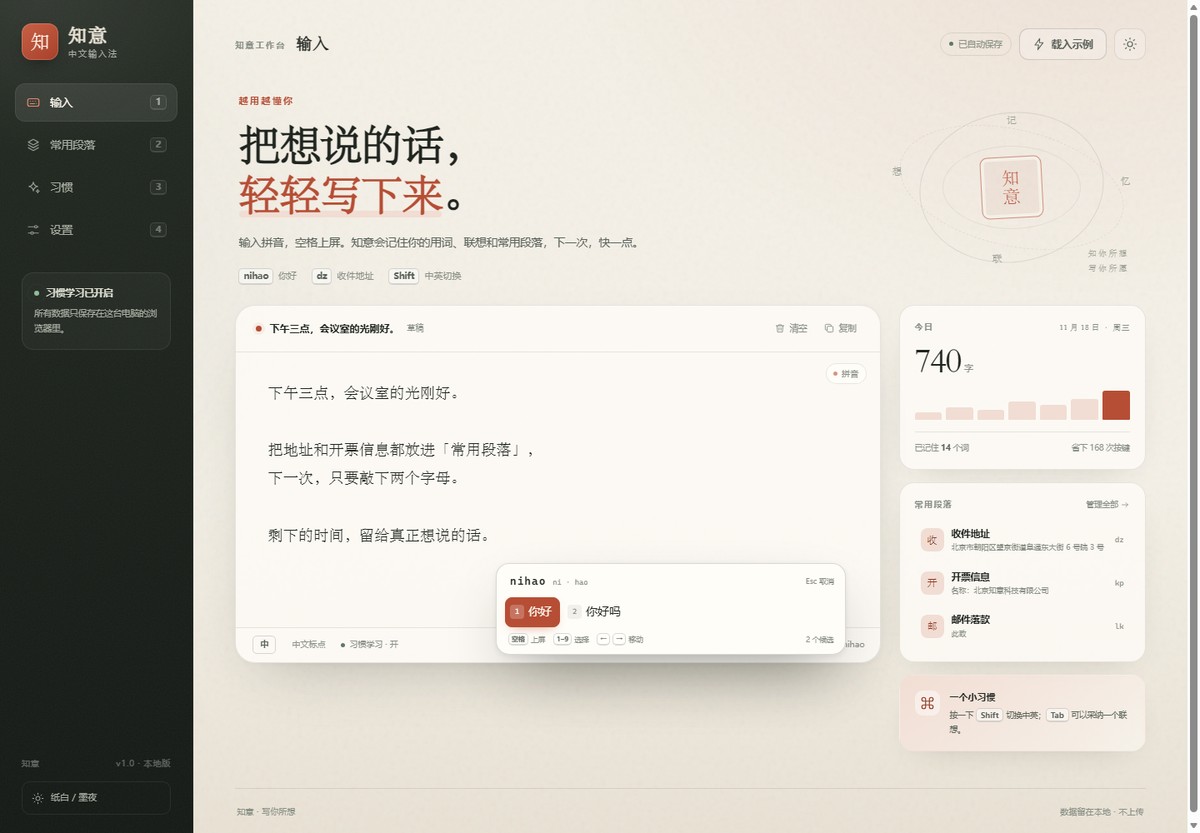 知
知意
中文输入法
输入 1
常用段落 2
习惯 3
设置 4
习惯学习已开启
所有数据只保存在这台电脑的浏
览器里。
知意 v1.0 · 本地版
纸白 / 墨夜
知意工作台 输入
已自动保存
载入示例
越用越懂你
把想说的话，
轻轻写下来。
输入拼音，空格上屏。知意会记住你的用词、联想和常用段落，下一次，快一点。
nihao 你好 dz 收件地址 Shift 中英切换
记
想
忆
联
知
意
知你所想
写你所愿
下午三点，会议室的光刚好。 草稿
清空 复制
拼音
下午三点，会议室的光刚好。
把地址和开票信息都放进「常用段落」，
下一次，只要敲下两个字母。
剩下的时间，留给真正想说的话。
nihao ni · hao Esc 取消
1 你好 2 你好吗
空格 上屏 1–9 选择 ← → 移动 2 个候选
中 中文标点 习惯学习 · 开 ihao
今日 11 月 18 日 · 周三
740 字
已记住 14 个词 省下 168 次按键
常用段落 管理全部 →
收 收件地址 dz
北京市朝阳区望京街道阜通东大街 6 号院 3 号
开 开票信息 kp
名称：北京知意科技有限公司
邮 邮件落款 lk
此致
⌘ 一个小习惯
按一下 Shift 切换中英；Tab 可以采纳一个联
想。
知意 · 写你所想 数据留在本地 · 不上传